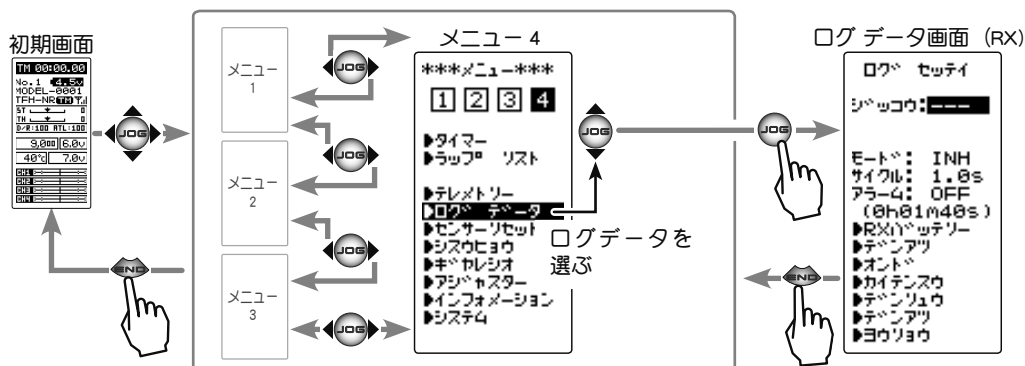 初期画面
TM 00:00.00
No.1 4.5v
MODEL-0001
TFH-NR TM
ST 0
TH 0
D/R:100 ATL:100
9,000 6.0v
40℃ 7.0v
CH1
CH2
CH3
CH4
JOG
END
メニュー
1
メニュー
2
メニュー
3
JOG
JOG
JOG
JOG
メニュー 4
***メニュー***
1 2 3 4
▶タイマー
▶ラップ リスト
▶テレメトリー
▶ログ データ
▶センサーリセット
▶シズウヒョウ
▶ギヤレシオ
▶アジャスター
▶インフォメーション
▶システム
JOG
ログデータを
選ぶ
JOG
END
ログ データ画面（RX）
ログ セッテイ
ジッコウ:---
モード: INH
サイクル: 1.0s
アラーム: OFF
(0h01m40s)
▶RXバッテリー
▶デンアツ
▶オンド
▶カイテンスウ
▶デンリュウ
▶デンアツ
▶ヨウリョウ